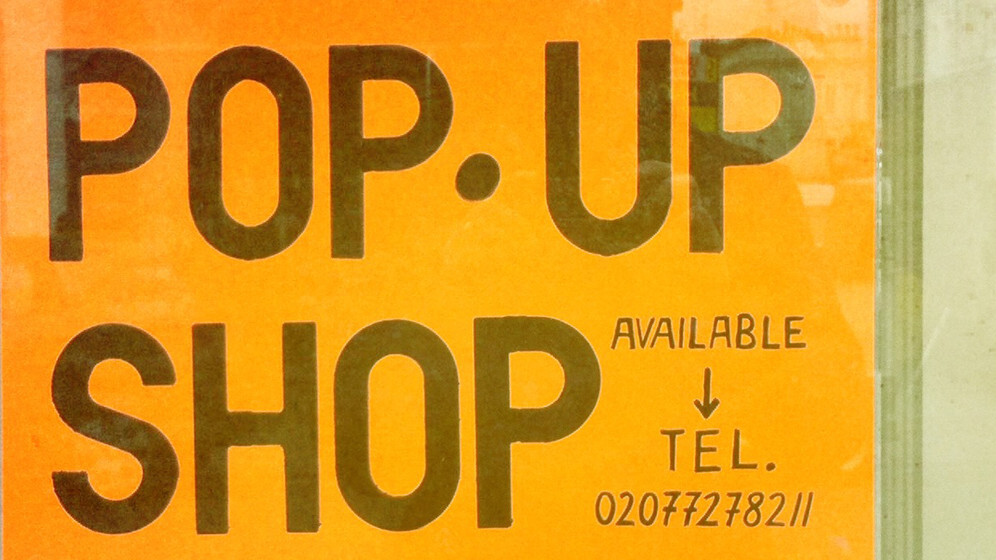 POP·UP
SHOP
AVAILABLE
↓
TEL.
02077278211